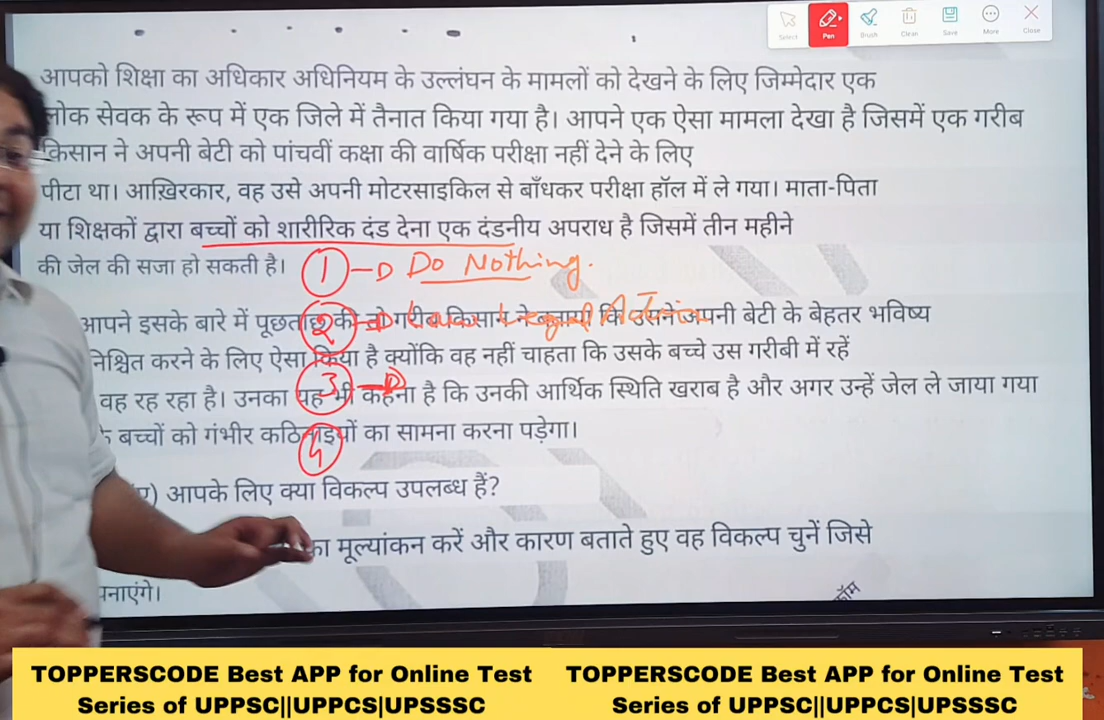 Select Pen Brush Clean Save More Close
आपको शिक्षा का अधिकार अधिनियम के उल्लंघन के मामलों को देखने के लिए जिम्मेदार एक
लोक सेवक के रूप में एक जिले में तैनात किया गया है। आपने एक ऐसा मामला देखा है जिसमें एक गरीब
किसान ने अपनी बेटी को पांचवीं कक्षा की वार्षिक परीक्षा नहीं देने के लिए
पीटा था। आख़िरकार, वह उसे अपनी मोटरसाइकिल से बाँधकर परीक्षा हॉल में ले गया। माता-पिता
या शिक्षकों द्वारा बच्चों को शारीरिक दंड देना एक दंडनीय अपराध है जिसमें तीन महीने
की जेल की सजा हो सकती है। 1 Do Nothing.
2 Legal Action
आपने इसके बारे में पूछताछ की तो गरीब किसान ने बताया कि उसने अपनी बेटी के बेहतर भविष्य
निश्चित करने के लिए ऐसा किया है क्योंकि वह नहीं चाहता कि उसके बच्चे उस गरीबी में रहें
3
वह रह रहा है। उनका यह भी कहना है कि उनकी आर्थिक स्थिति खराब है और अगर उन्हें जेल ले जाया गया
बच्चों को गंभीर कठिनाइयों का सामना करना पड़ेगा।
4
आपके लिए क्या विकल्प उपलब्ध हैं?
का मूल्यांकन करें और कारण बताते हुए वह विकल्प चुनें जिसे
पनाएंगे।
TOPPERSCODE Best APP for Online Test
Series of UPPSC||UPPCS|UPSSSC
TOPPERSCODE Best APP for Online Test
Series of UPPSC||UPPCS|UPSSSC